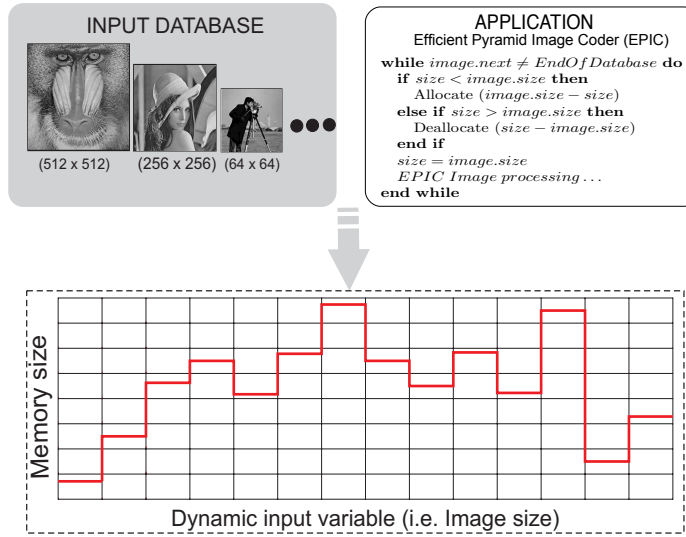 INPUT DATABASE
(512 x 512)
(256 x 256)
(64 x 64)
APPLICATION
Efficient Pyramid Image Coder (EPIC)
while image.next ≠ EndOfDatabase do
if size < image.size then
Allocate (image.size − size)
else if size > image.size then
Deallocate (size − image.size)
end if
size = image.size
EPIC Image processing . . .
end while
Memory size
Dynamic input variable (i.e. Image size)